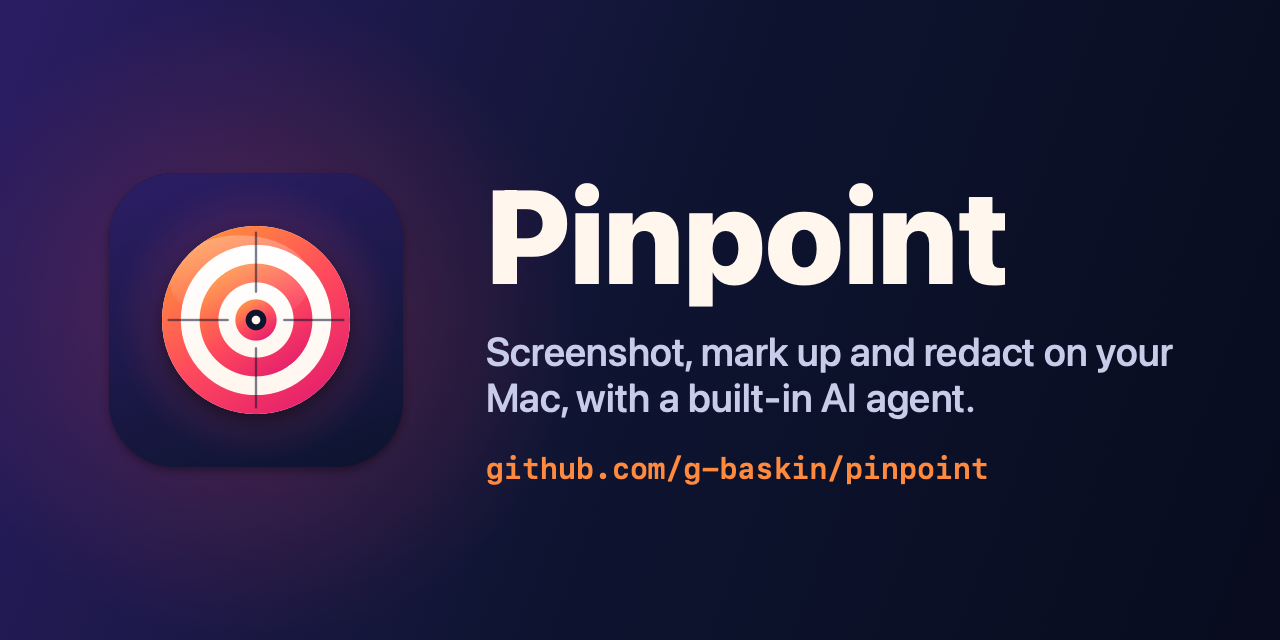 Pinpoint
Screenshot, mark up and redact on your
Mac, with a built-in AI agent.
github.com/g-baskin/pinpoint